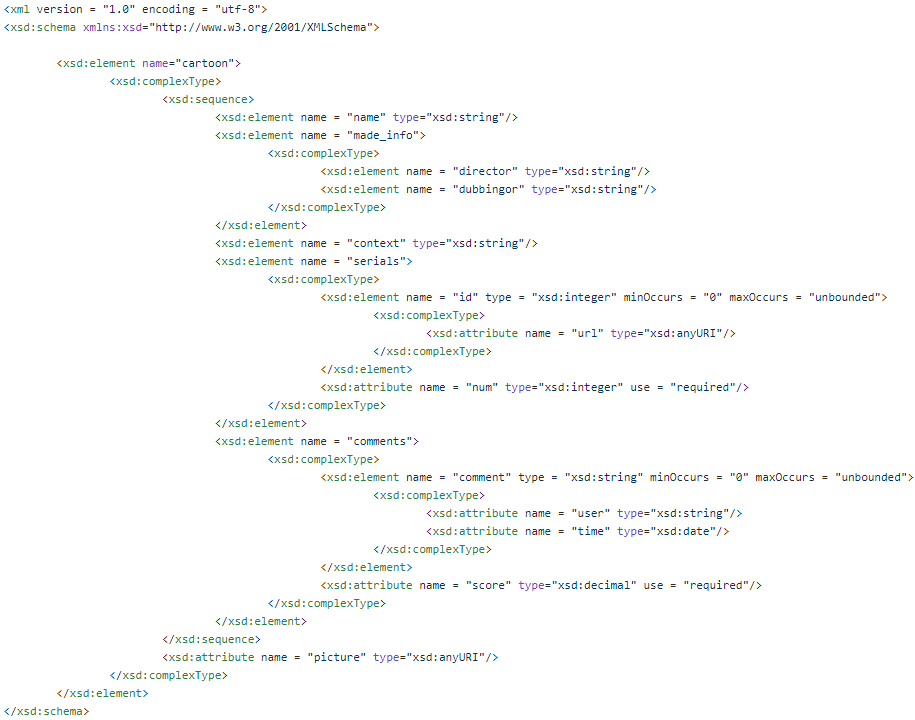 <xml version = "1.0" encoding = "utf-8">
<xsd:schema xmlns:xsd="http://www.w3.org/2001/XMLSchema">
<xsd:element name="cartoon">
<xsd:complexType>
<xsd:sequence>
<xsd:element name = "name" type="xsd:string"/>
<xsd:element name = "made_info">
<xsd:complexType>
<xsd:element name = "director" type="xsd:string"/>
<xsd:element name = "dubbingor" type="xsd:string"/>
</xsd:complexType>
</xsd:element>
<xsd:element name = "context" type="xsd:string"/>
<xsd:element name = "serials">
<xsd:complexType>
<xsd:element name = "id" type = "xsd:integer" minOccurs = "0" maxOccurs = "unbounded">
<xsd:complexType>
<xsd:attribute name = "url" type="xsd:anyURI"/>
</xsd:complexType>
</xsd:element>
<xsd:attribute name = "num" type="xsd:integer" use = "required"/>
</xsd:complexType>
</xsd:element>
<xsd:element name = "comments">
<xsd:complexType>
<xsd:element name = "comment" type = "xsd:string" minOccurs = "0" maxOccurs = "unbounded">
<xsd:complexType>
<xsd:attribute name = "user" type="xsd:string"/>
<xsd:attribute name = "time" type="xsd:date"/>
</xsd:complexType>
</xsd:element>
<xsd:attribute name = "score" type="xsd:decimal" use = "required"/>
</xsd:complexType>
</xsd:element>
</xsd:sequence>
<xsd:attribute name = "picture" type="xsd:anyURI"/>
</xsd:complexType>
</xsd:element>
</xsd:schema>